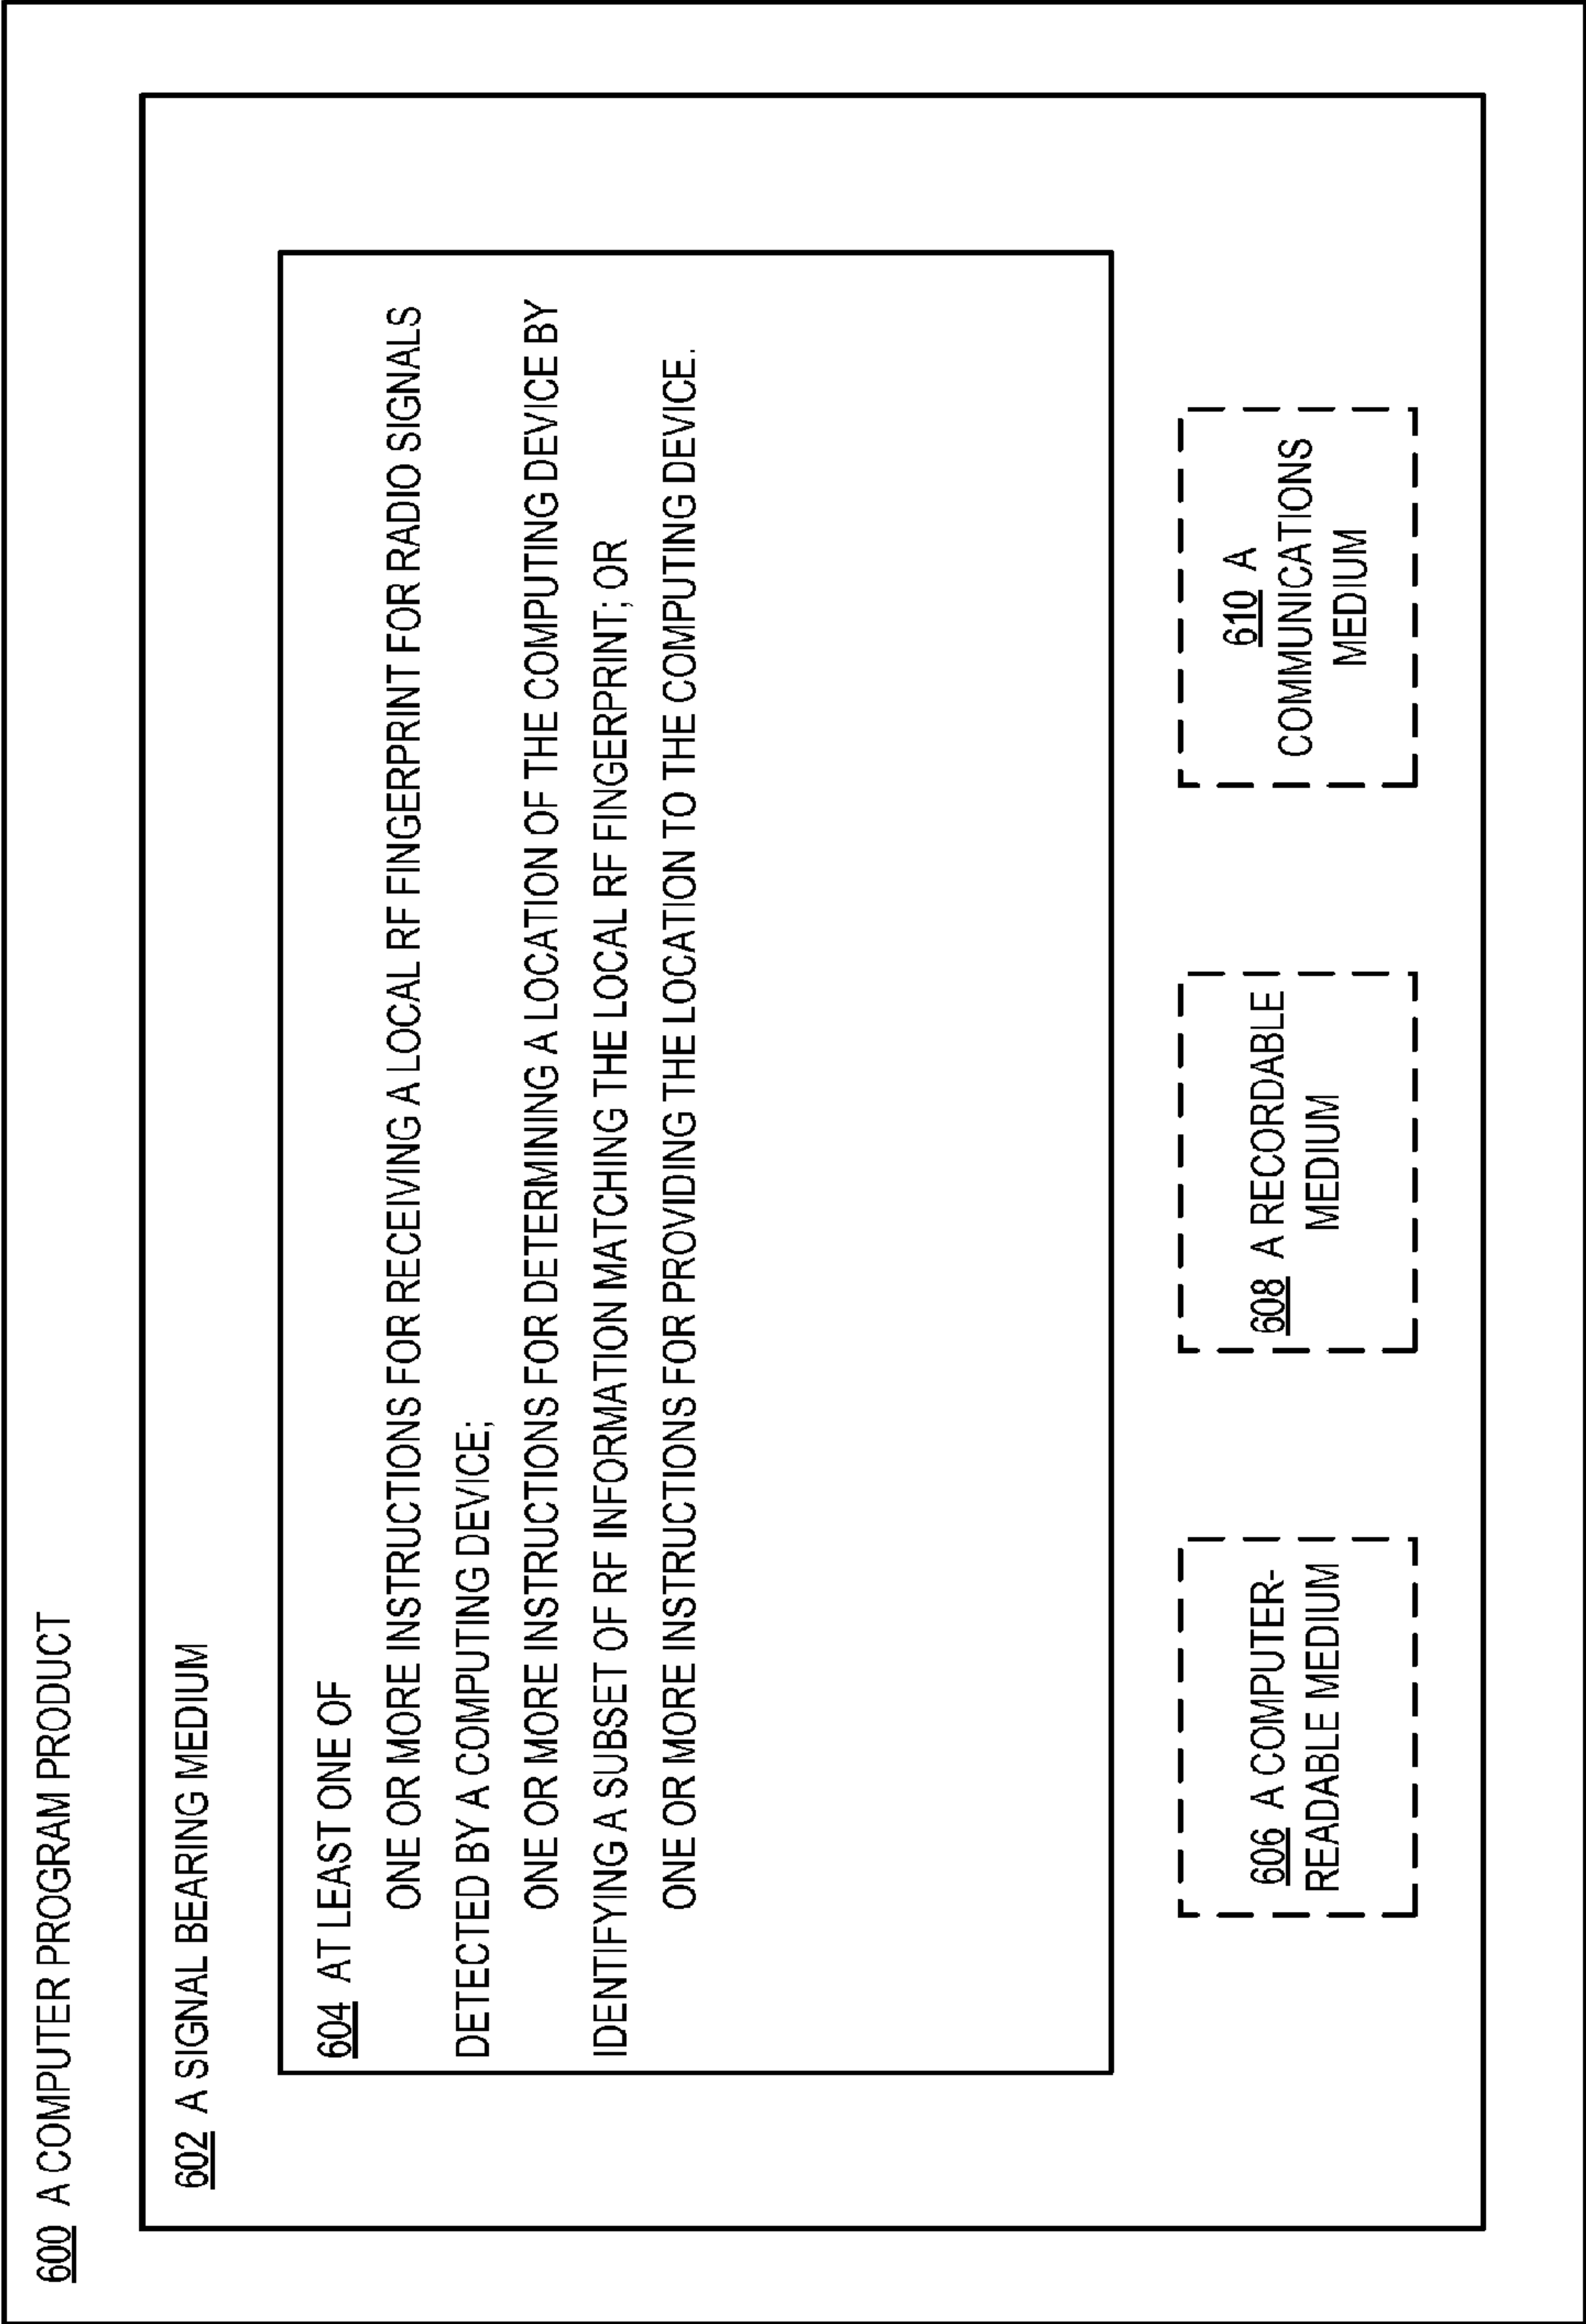 600 A COMPUTER PROGRAM PRODUCT
602 A SIGNAL BEARING MEDIUM
604 AT LEAST ONE OF
ONE OR MORE INSTRUCTIONS FOR RECEIVING A LOCAL RF FINGERPRINT FOR RADIO SIGNALS
DETECTED BY A COMPUTING DEVICE;
ONE OR MORE INSTRUCTIONS FOR DETERMINING A LOCATION OF THE COMPUTING DEVICE BY
IDENTIFYING A SUBSET OF RF INFORMATION MATCHING THE LOCAL RF FINGERPRINT; OR
ONE OR MORE INSTRUCTIONS FOR PROVIDING THE LOCATION TO THE COMPUTING DEVICE.
606 A COMPUTER-
READABLE MEDIUM
608 A RECORDABLE
MEDIUM
610 A
COMMUNICATIONS
MEDIUM